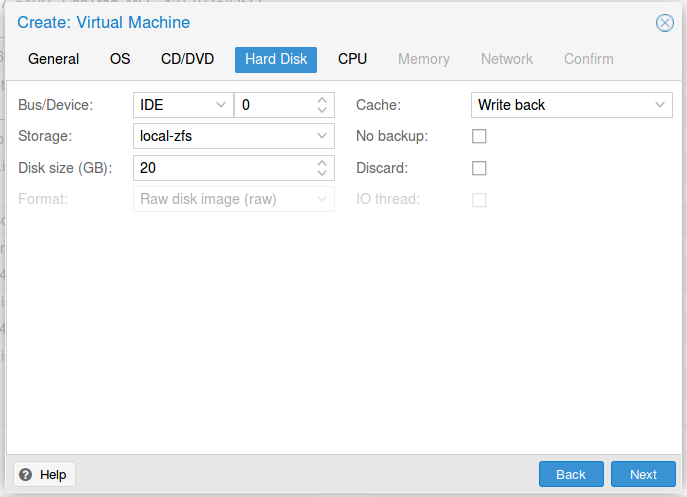 Create: Virtual Machine
General OS CD/DVD Hard Disk CPU Memory Network Confirm
Bus/Device: IDE 0 Cache: Write back
Storage: local-zfs No backup:
Disk size (GB): 20 Discard:
Format: Raw disk image (raw) IO thread:
Help Back Next